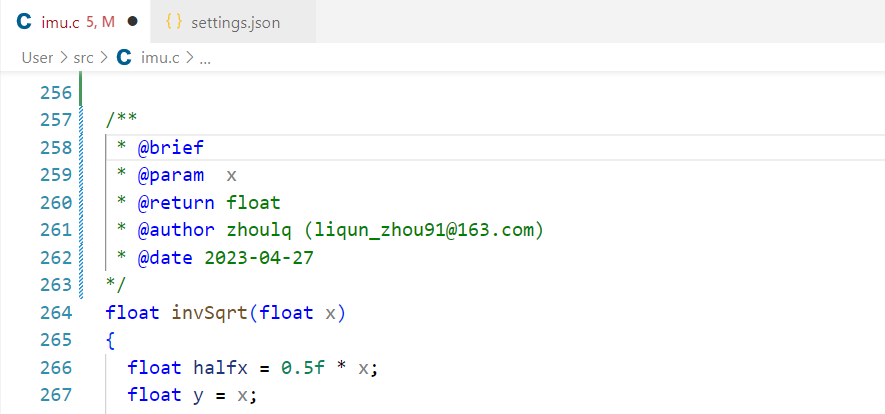 C imu.c 5, M ● {} settings.json
User > src > C imu.c > ...
256
257 /**
258 * @brief
259 * @param  x
260 * @return float
261 * @author zhoulq (liqun_zhou91@163.com)
262 * @date 2023-04-27
263 */
264 float invSqrt(float x)
265 {
266 float halfx = 0.5f * x;
267 float y = x;